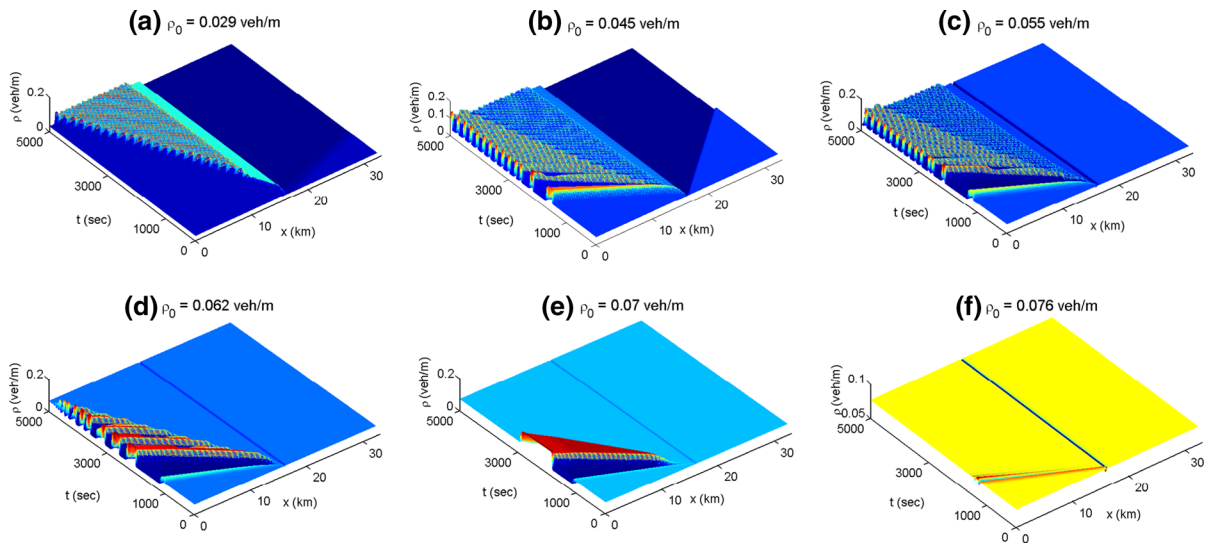 (a) ρ₀ = 0.029 veh/m
ρ (veh/m)
0.2
0
5000
3000
1000
0
t (sec)
0
10
20
30
x (km)
(b) ρ₀ = 0.045 veh/m
ρ (veh/m)
0.2
0.1
0
5000
3000
1000
0
t (sec)
0
10
20
30
x (km)
(c) ρ₀ = 0.055 veh/m
ρ (veh/m)
0.2
0
5000
3000
1000
0
t (sec)
0
10
20
30
x (km)
(d) ρ₀ = 0.062 veh/m
ρ (veh/m)
0.2
0
5000
3000
1000
0
t (sec)
0
10
20
30
x (km)
(e) ρ₀ = 0.07 veh/m
ρ (veh/m)
0.2
0
5000
3000
1000
0
t (sec)
0
10
20
30
x (km)
(f) ρ₀ = 0.076 veh/m
ρ (veh/m)
0.1
0.05
5000
3000
1000
0
t (sec)
0
10
20
30
x (km)